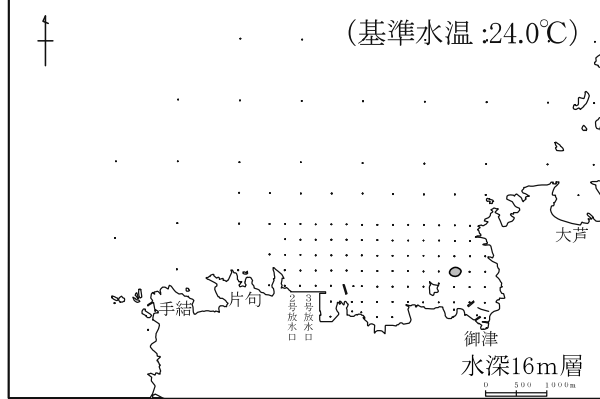 （基準水温 :24.0℃）
大芦
手結
片句
2号放水口
3号放水口
御津
水深16m層
0 500 1000m